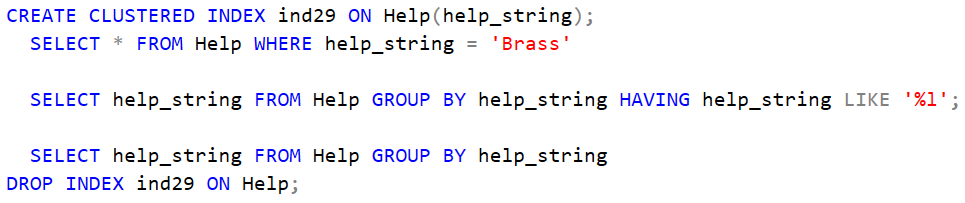 CREATE CLUSTERED INDEX ind29 ON Help(help_string);
SELECT * FROM Help WHERE help_string = 'Brass'
SELECT help_string FROM Help GROUP BY help_string HAVING help_string LIKE '%l';
SELECT help_string FROM Help GROUP BY help_string
DROP INDEX ind29 ON Help;